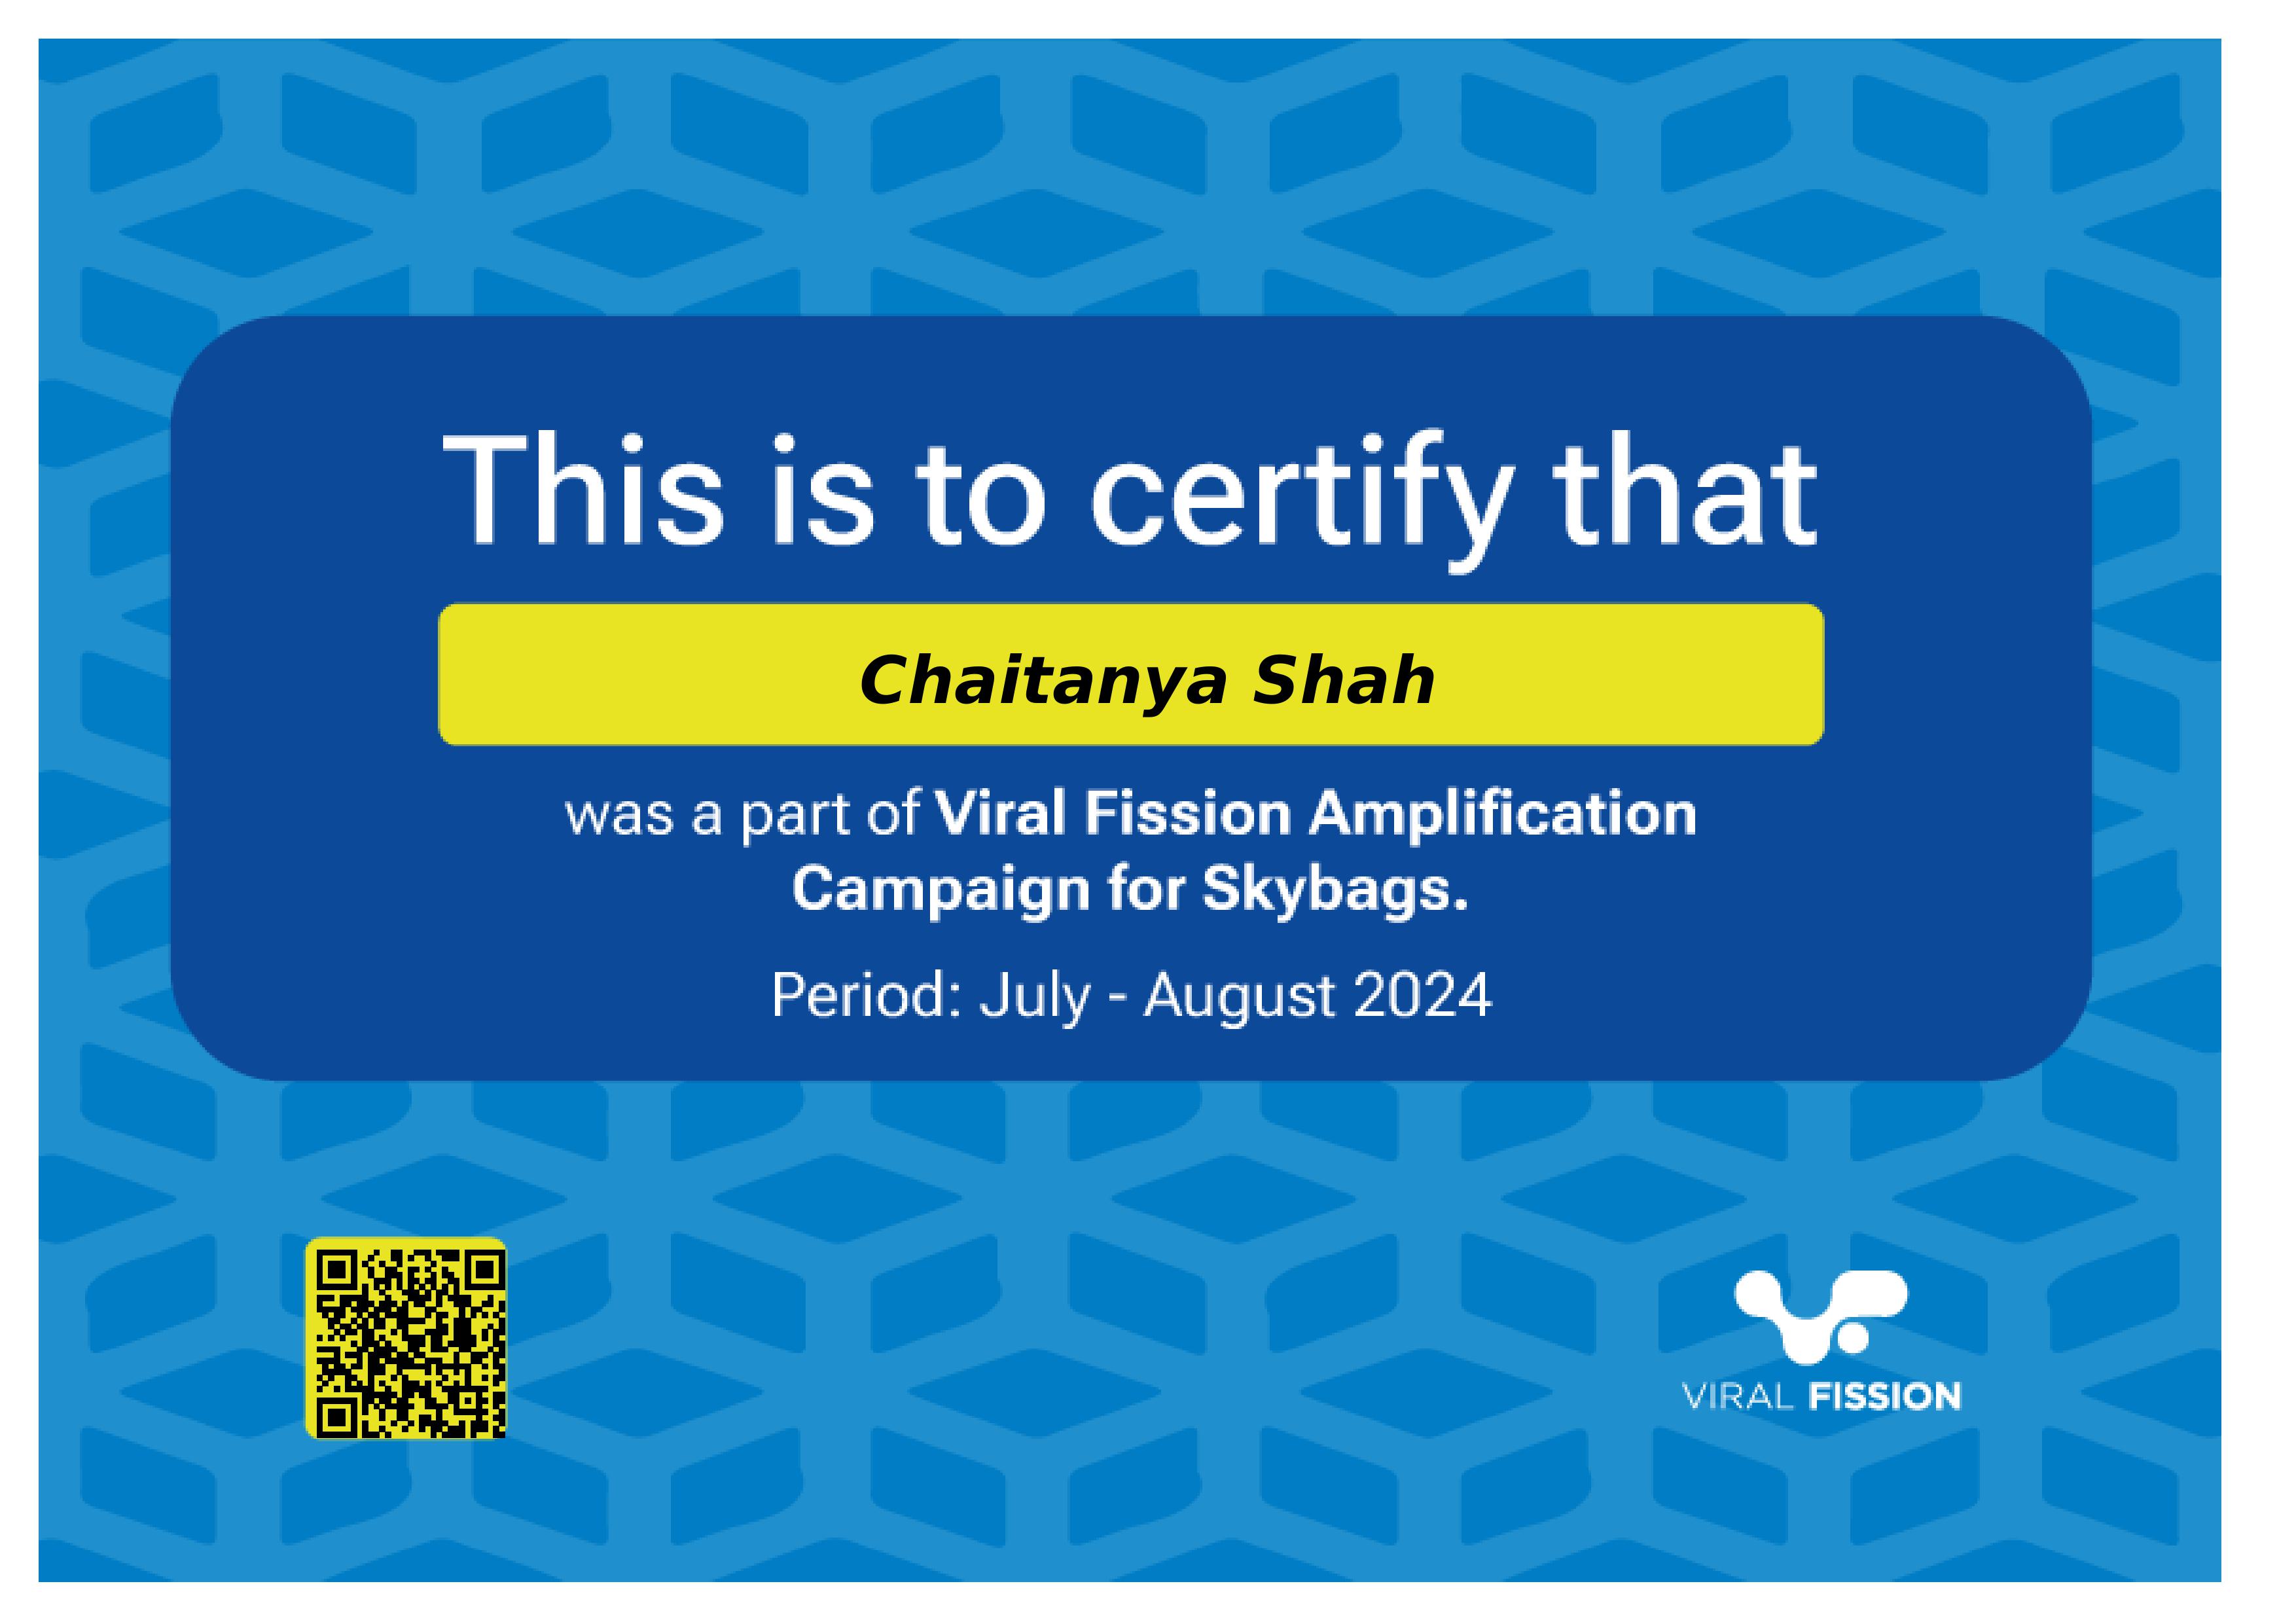 This is to certify that
Chaitanya Shah
was a part of Viral Fission Amplification
Campaign for Skybags.
Period: July - August 2024
VIRAL FISSION